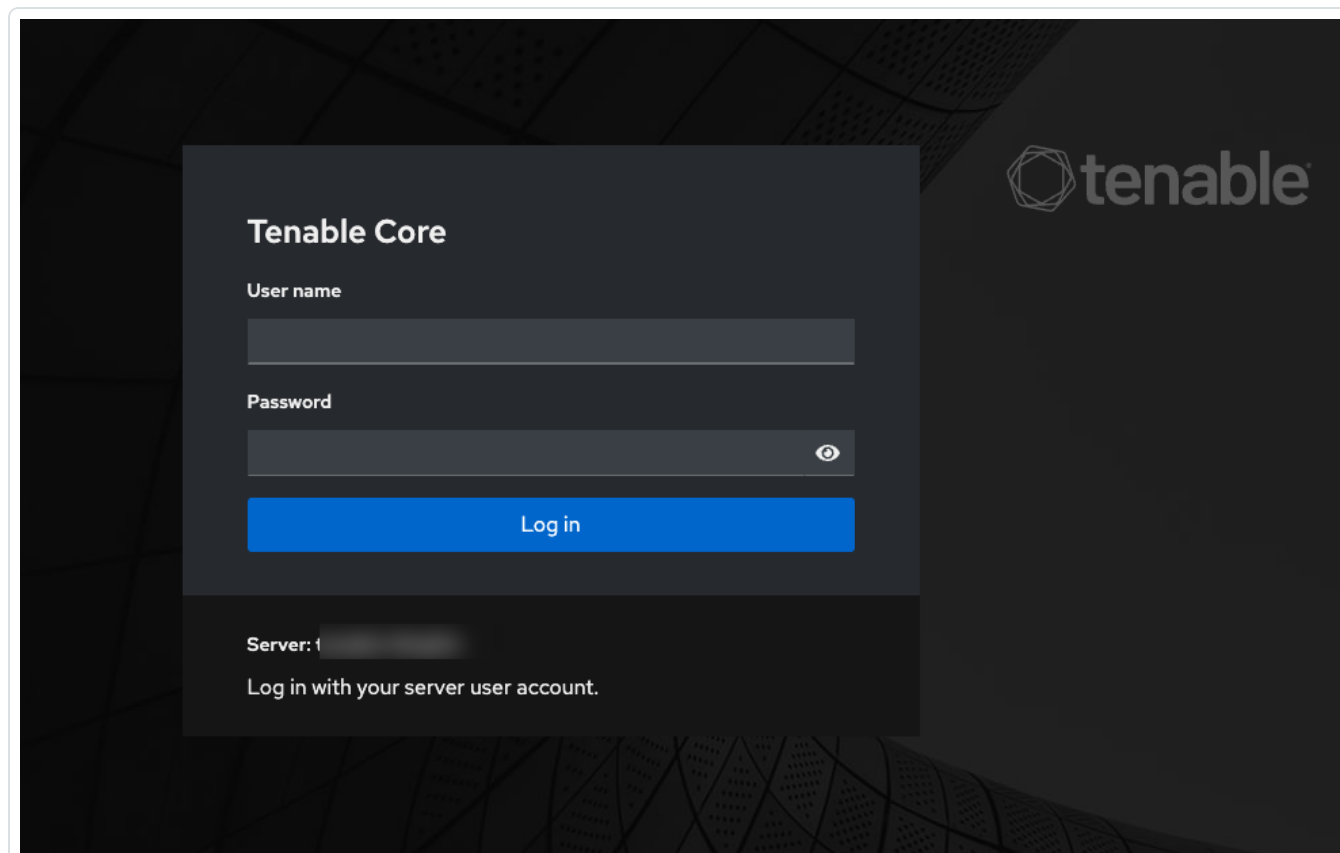 tenable
Tenable Core
User name
Password
Log in
Server:
Log in with your server user account.